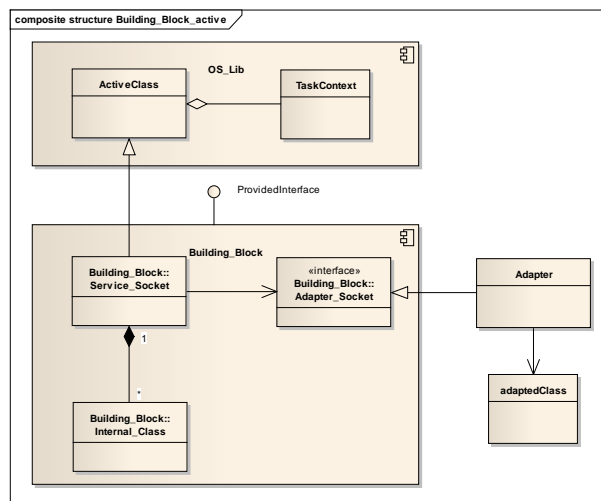 composite structure Building_Block_active
OS_Lib
ActiveClass
TaskContext
ProvidedInterface
Building_Block
Building_Block::
Service_Socket
«interface»
Building_Block::
Adapter_Socket
Adapter
1
adaptedClass
*
Building_Block::
Internal_Class